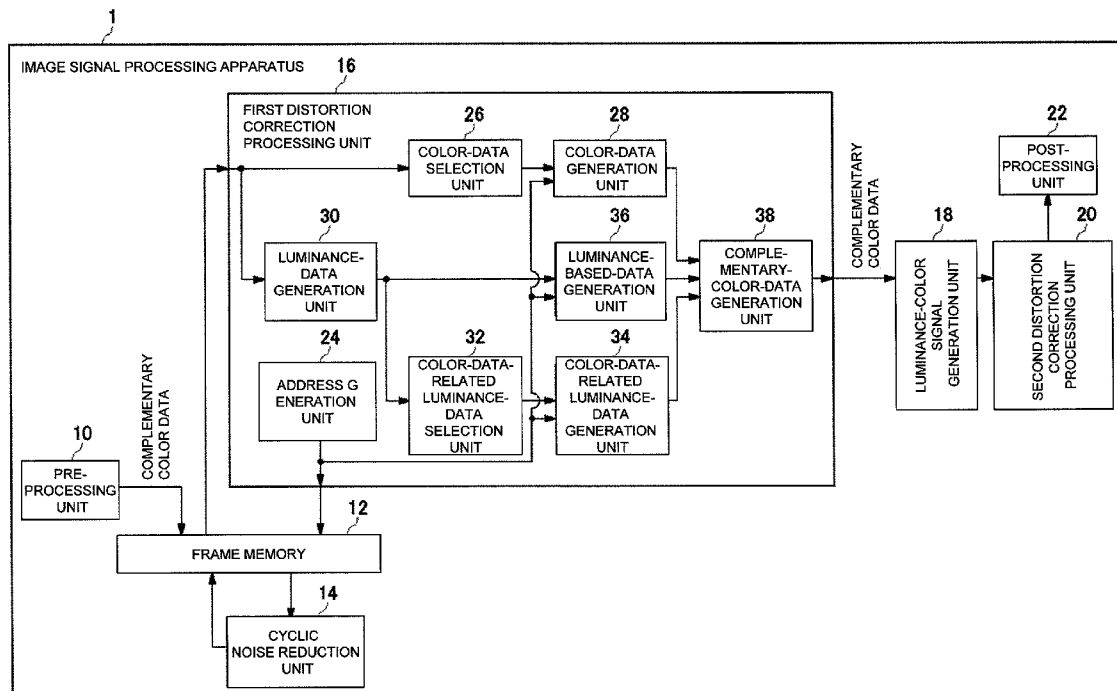 1
IMAGE SIGNAL PROCESSING APPARATUS
16
FIRST DISTORTION
CORRECTION
PROCESSING UNIT
26
COLOR-DATA
SELECTION
UNIT
28
COLOR-DATA
GENERATION
UNIT
30
LUMINANCE-
DATA
GENERATION
UNIT
36
LUMINANCE-
BASED-DATA
GENERATION
UNIT
38
COMPLE-
MENTARY-
COLOR-DATA
GENERATION
UNIT
24
ADDRESS G
ENERATION
UNIT
32
COLOR-DATA-
RELATED
LUMINANCE-
DATA
SELECTION
UNIT
34
COLOR-DATA-
RELATED
LUMINANCE-
DATA
GENERATION
UNIT
COMPLEMENTARY
COLOR DATA
18
LUMINANCE-COLOR
SIGNAL
GENERATION UNIT
22
POST-
PROCESSING
UNIT
20
SECOND DISTORTION
CORRECTION
PROCESSING UNIT
10
PRE-
PROCESSING
UNIT
COMPLEMENTARY
COLOR DATA
12
FRAME MEMORY
14
CYCLIC
NOISE REDUCTION
UNIT